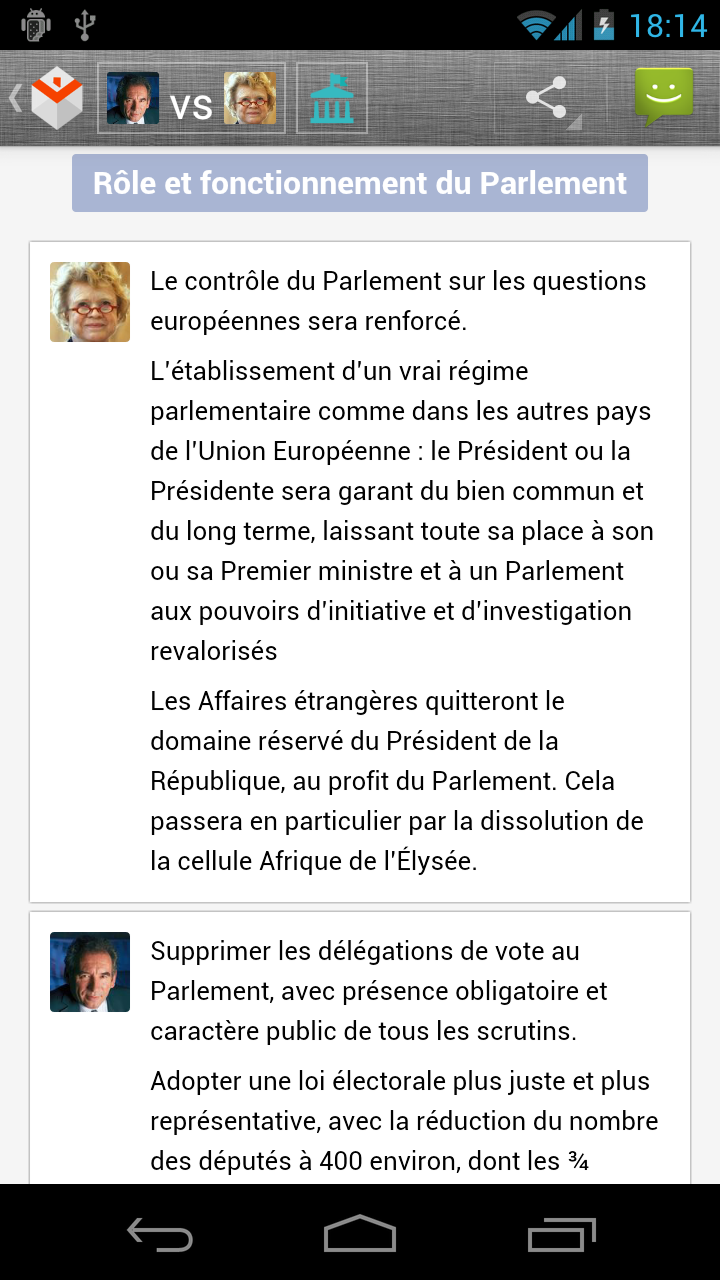 18:14
VS
Rôle et fonctionnement du Parlement
Le contrôle du Parlement sur les questions
européennes sera renforcé.
L'établissement d'un vrai régime
parlementaire comme dans les autres pays
de l'Union Européenne : le Président ou la
Présidente sera garant du bien commun et
du long terme, laissant toute sa place à son
ou sa Premier ministre et à un Parlement
aux pouvoirs d'initiative et d'investigation
revalorisés
Les Affaires étrangères quitteront le
domaine réservé du Président de la
République, au profit du Parlement. Cela
passera en particulier par la dissolution de
la cellule Afrique de l'Élysée.
Supprimer les délégations de vote au
Parlement, avec présence obligatoire et
caractère public de tous les scrutins.
Adopter une loi électorale plus juste et plus
représentative, avec la réduction du nombre
des députés à 400 environ, dont les ¾